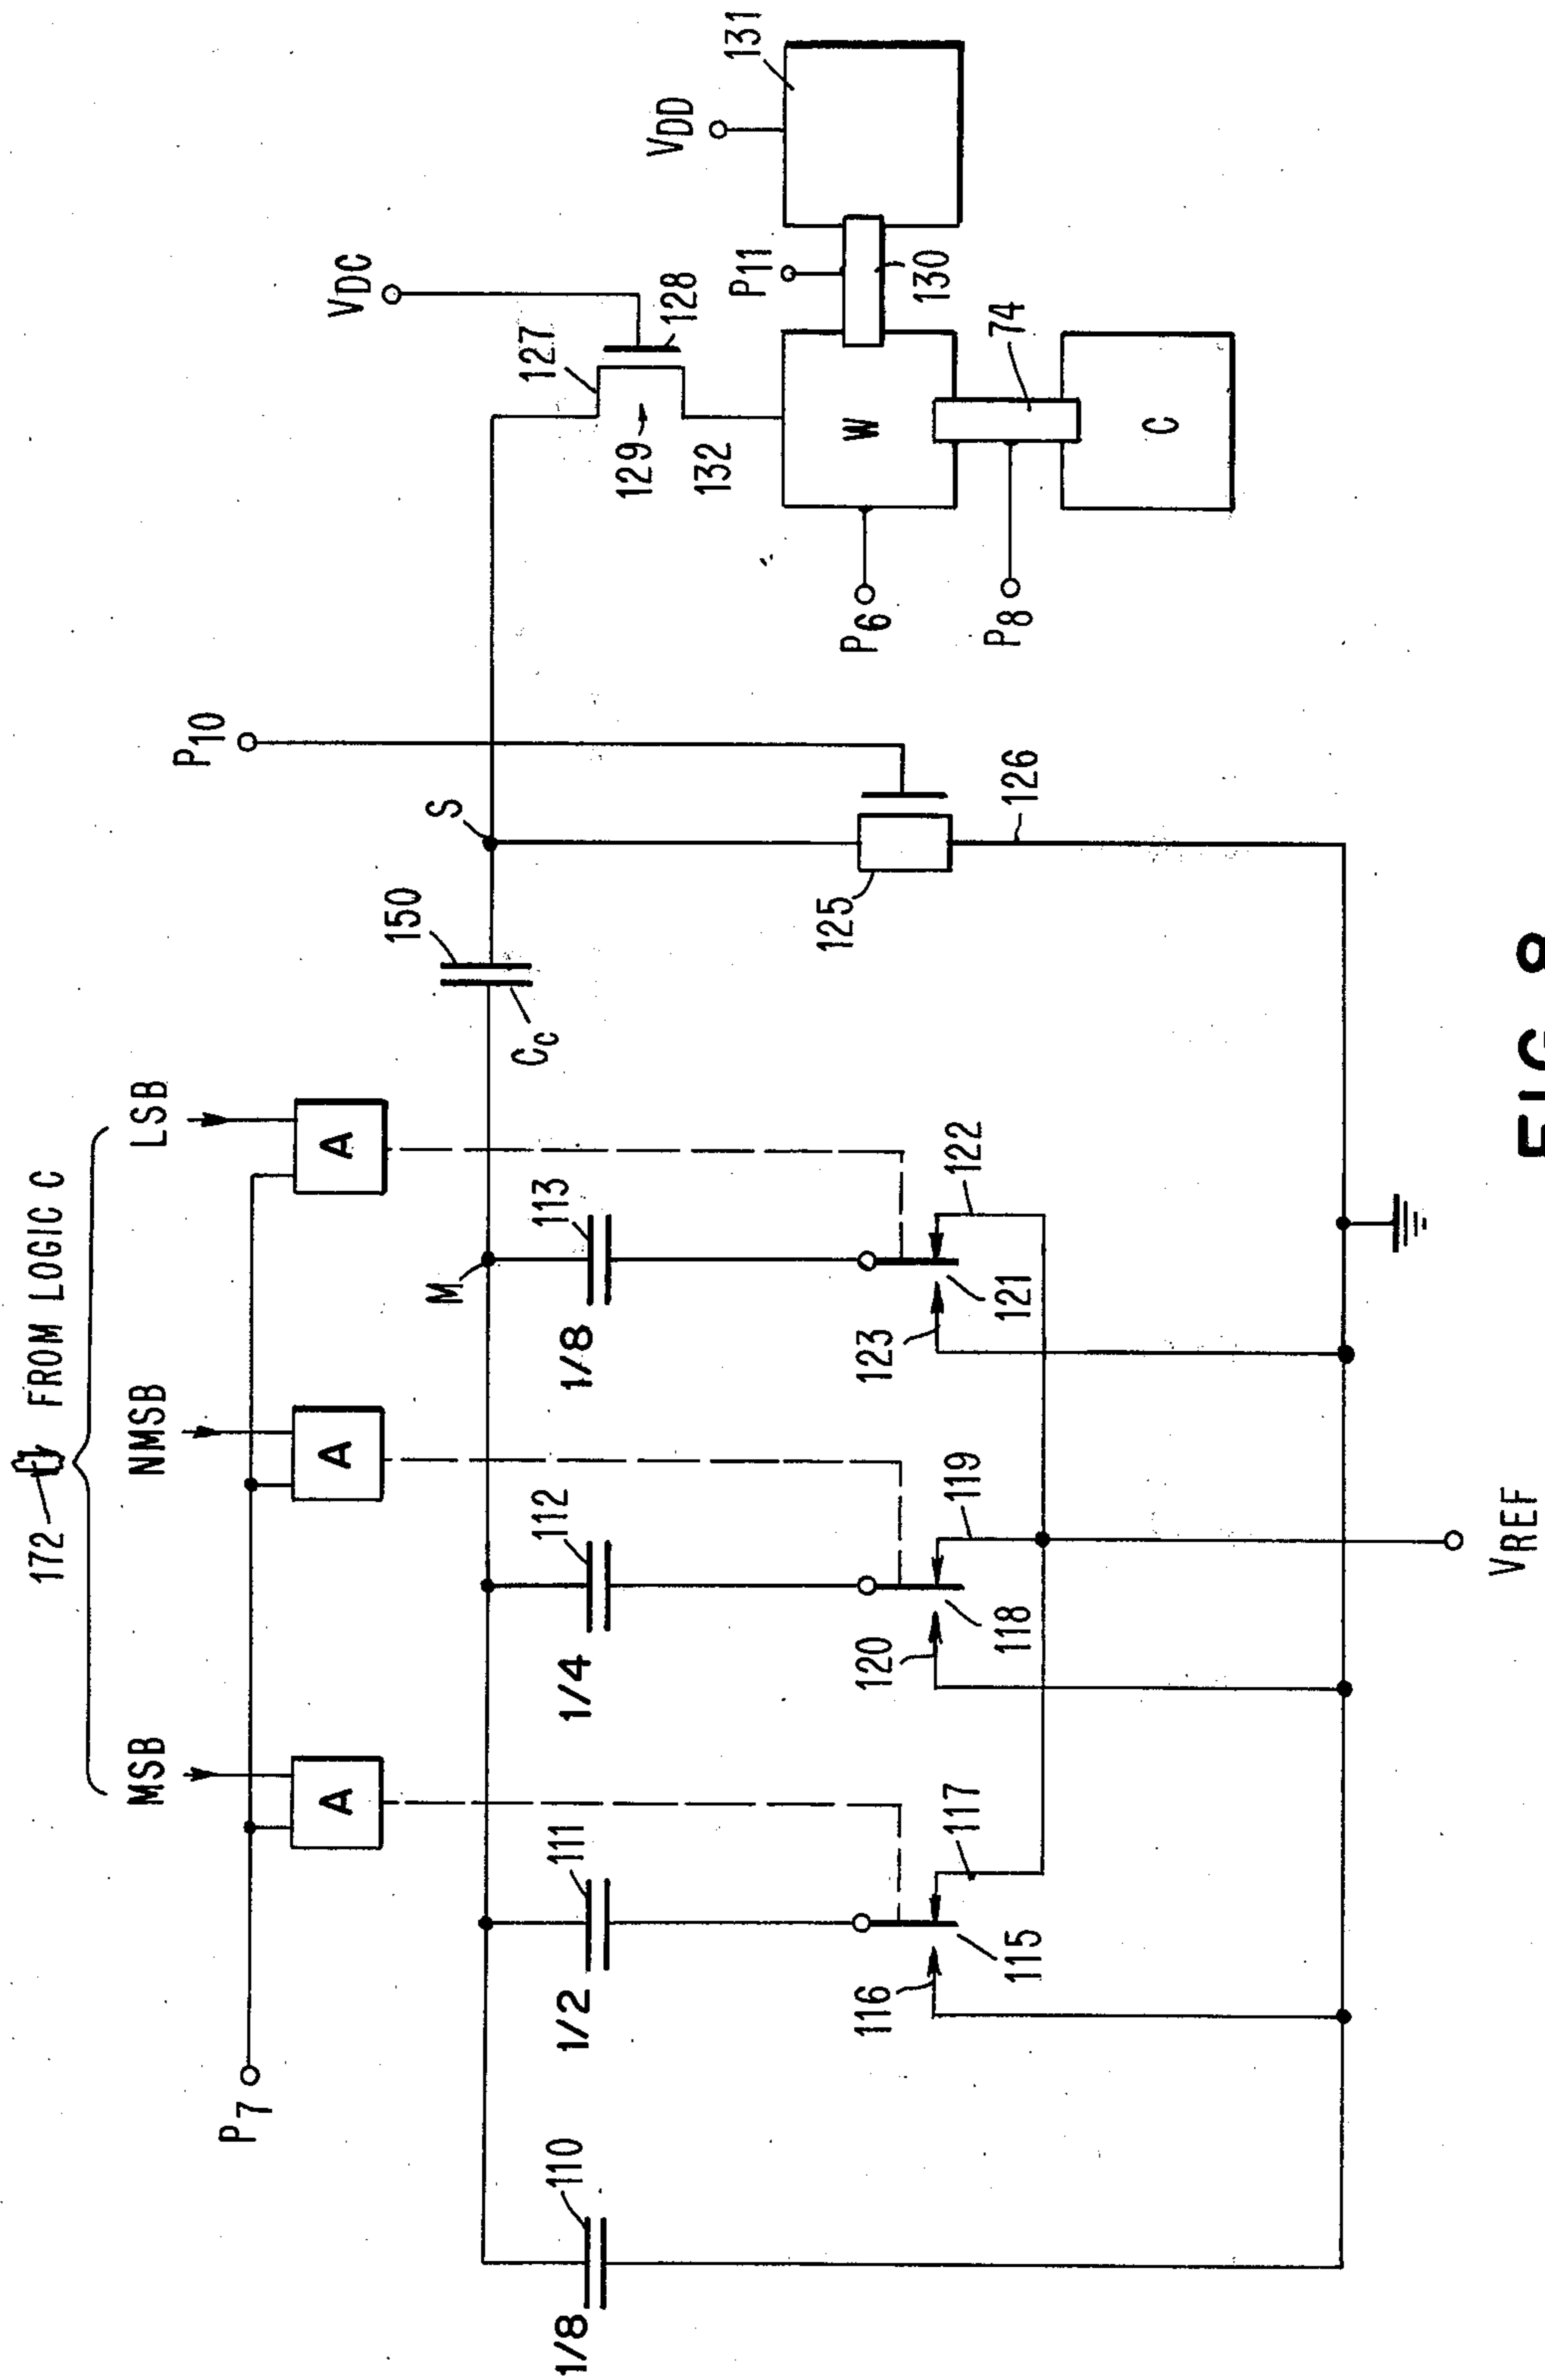 172 FROM LOGIC C
MSB NMSB LSB
P7
A A A
P10
VDC
150
S
CC
M
127
128
129
132
VDD
131
P11
130
W
P6
P8
74
C
1/8 110
1/2 111
1/4 112
1/8 113
116 117
115
120 119
118
123 122
121
125
126
VREF
FIG 8